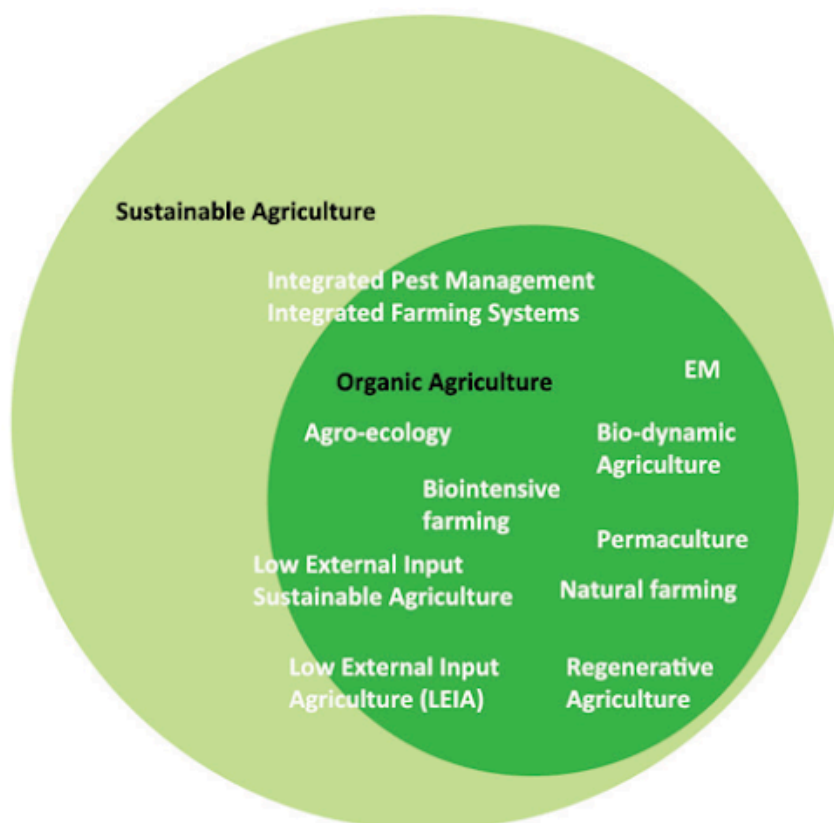 Sustainable Agriculture
Integrated Pest Management
Integrated Farming Systems
EM
Organic Agriculture
Agro-ecology
Bio-dynamic
Agriculture
Biointensive
farming
Permaculture
Low External Input
Sustainable Agriculture
Natural farming
Low External Input
Agriculture (LEIA)
Regenerative
Agriculture